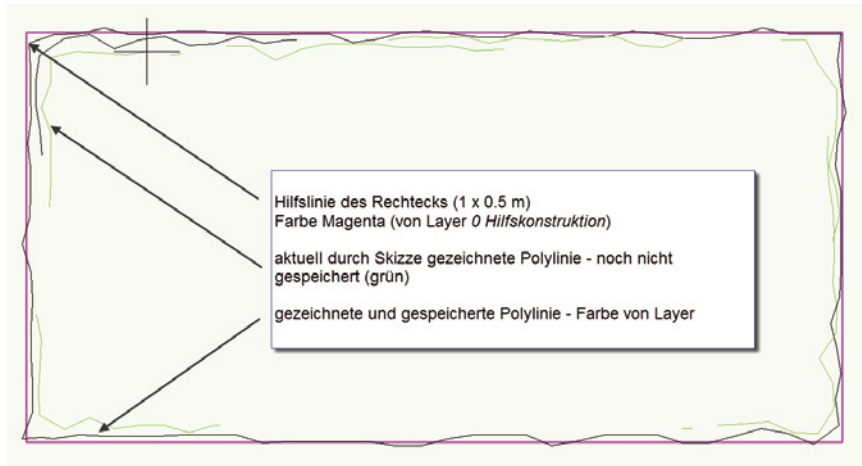 Hilfslinie des Rechtecks (1 x 0.5 m)
Farbe Magenta (von Layer 0 Hilfskonstruktion)
aktuell durch Skizze gezeichnete Polylinie - noch nicht
gespeichert (grün)
gezeichnete und gespeicherte Polylinie - Farbe von Layer